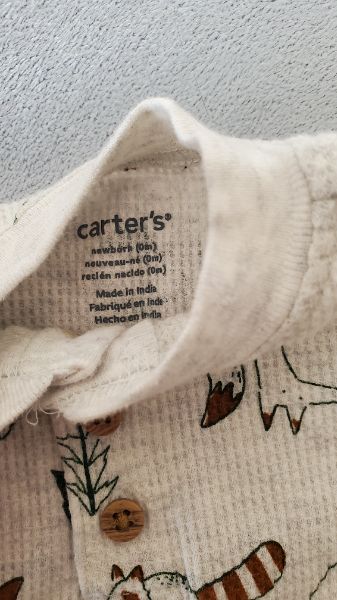 carter's®
newborn (0m)
nouveau-né (0m)
recién nacido (0m)
Made in India
Fabriqué en Inde
Hecho en India